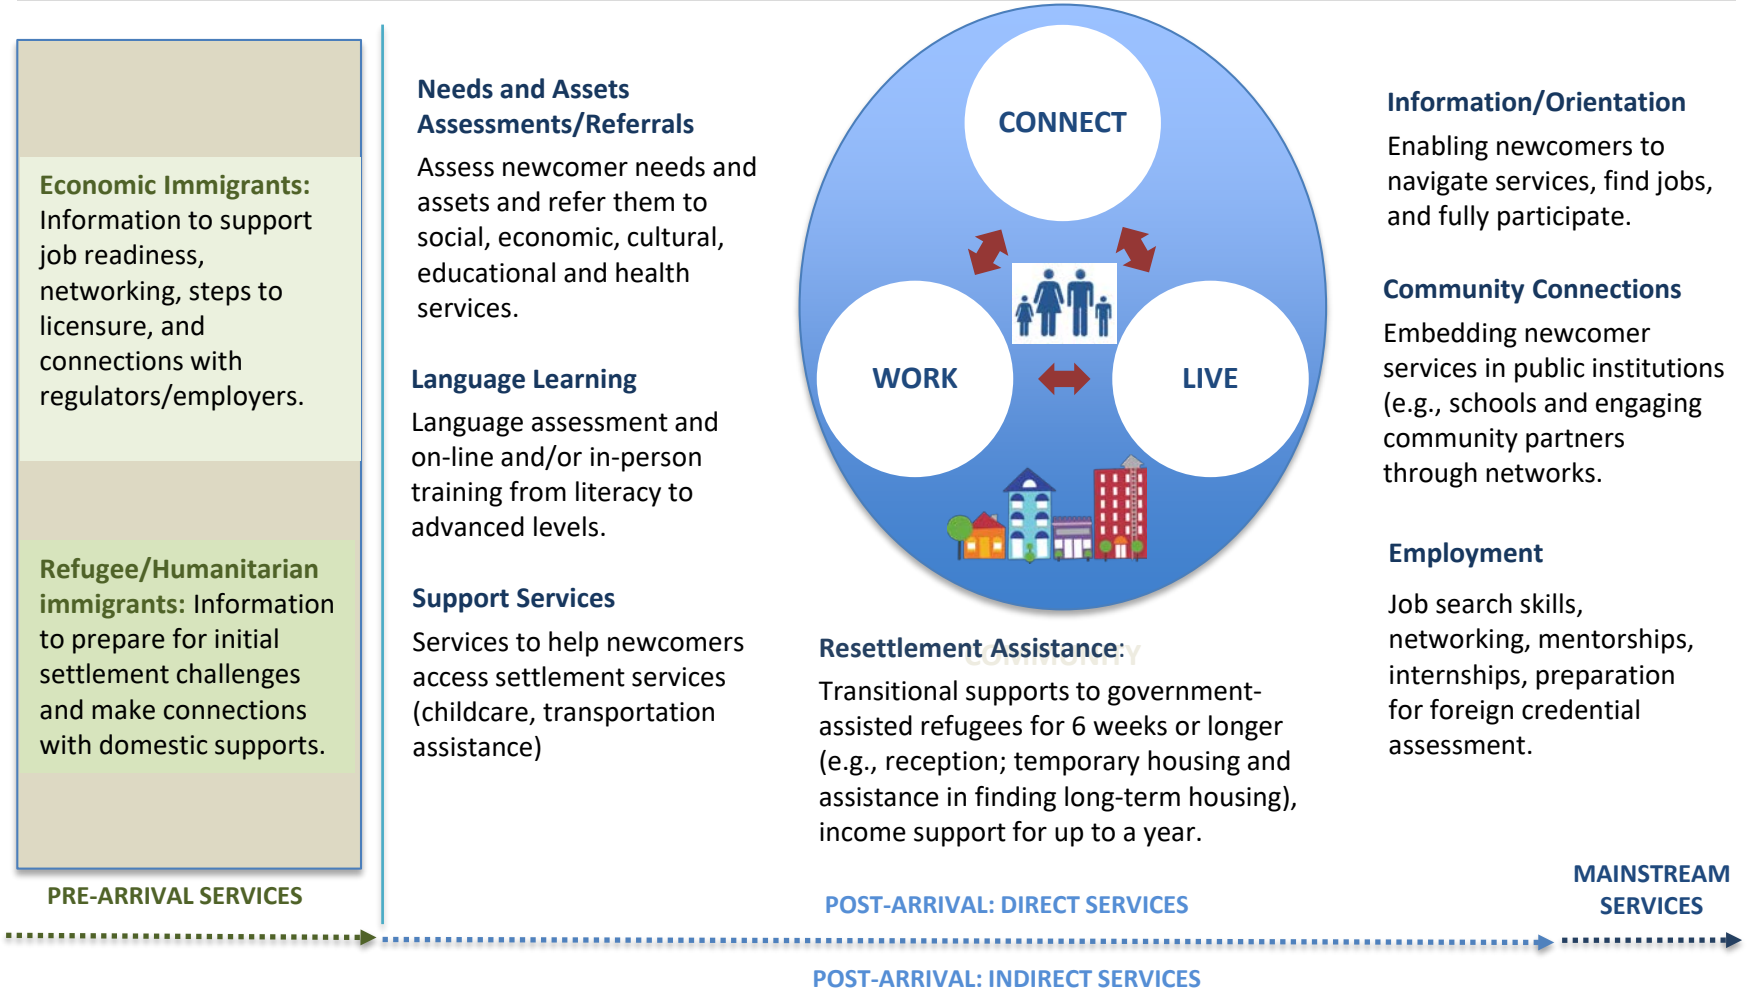 Economic Immigrants:
Information to support
job readiness,
networking, steps to
licensure, and
connections with
regulators/employers.
Refugee/Humanitarian
immigrants: Information
to prepare for initial
settlement challenges
and make connections
with domestic supports.
PRE-ARRIVAL SERVICES
Needs and Assets
Assessments/Referrals
Assess newcomer needs and
assets and refer them to
social, economic, cultural,
educational and health
services.
Language Learning
Language assessment and
on-line and/or in-person
training from literacy to
advanced levels.
Support Services
Services to help newcomers
access settlement services
(childcare, transportation
assistance)
CONNECT
WORK
LIVE
COMMUNITY
Resettlement Assistance:
Transitional supports to government-
assisted refugees for 6 weeks or longer
(e.g., reception; temporary housing and
assistance in finding long-term housing),
income support for up to a year.
Information/Orientation
Enabling newcomers to
navigate services, find jobs,
and fully participate.
Community Connections
Embedding newcomer
services in public institutions
(e.g., schools and engaging
community partners
through networks.
Employment
Job search skills,
networking, mentorships,
internships, preparation
for foreign credential
assessment.
POST-ARRIVAL: DIRECT SERVICES
MAINSTREAM
SERVICES
POST-ARRIVAL: INDIRECT SERVICES